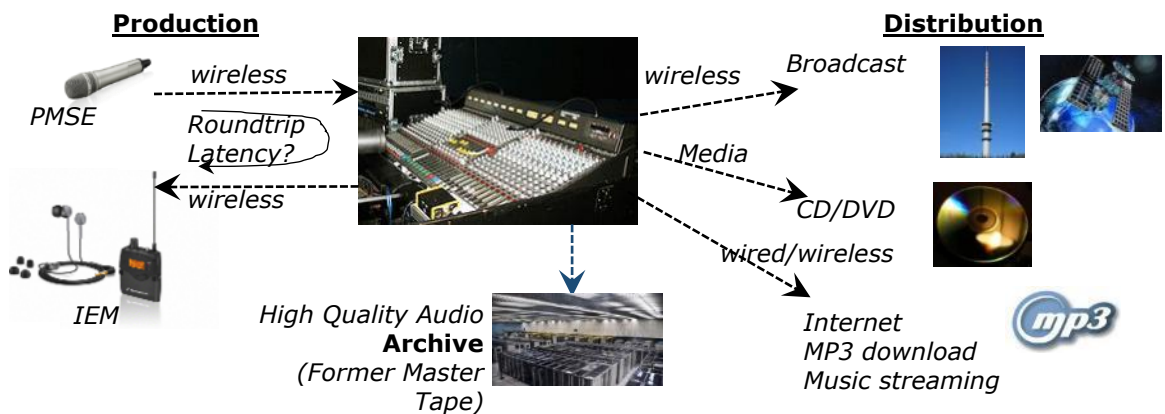 Production
Distribution
wireless
PMSE
Roundtrip
Latency?
wireless
IEM
wireless
Broadcast
Media
CD/DVD
wired/wireless
Internet
MP3 download
Music streaming
mp3
High Quality Audio
Archive
(Former Master
Tape)